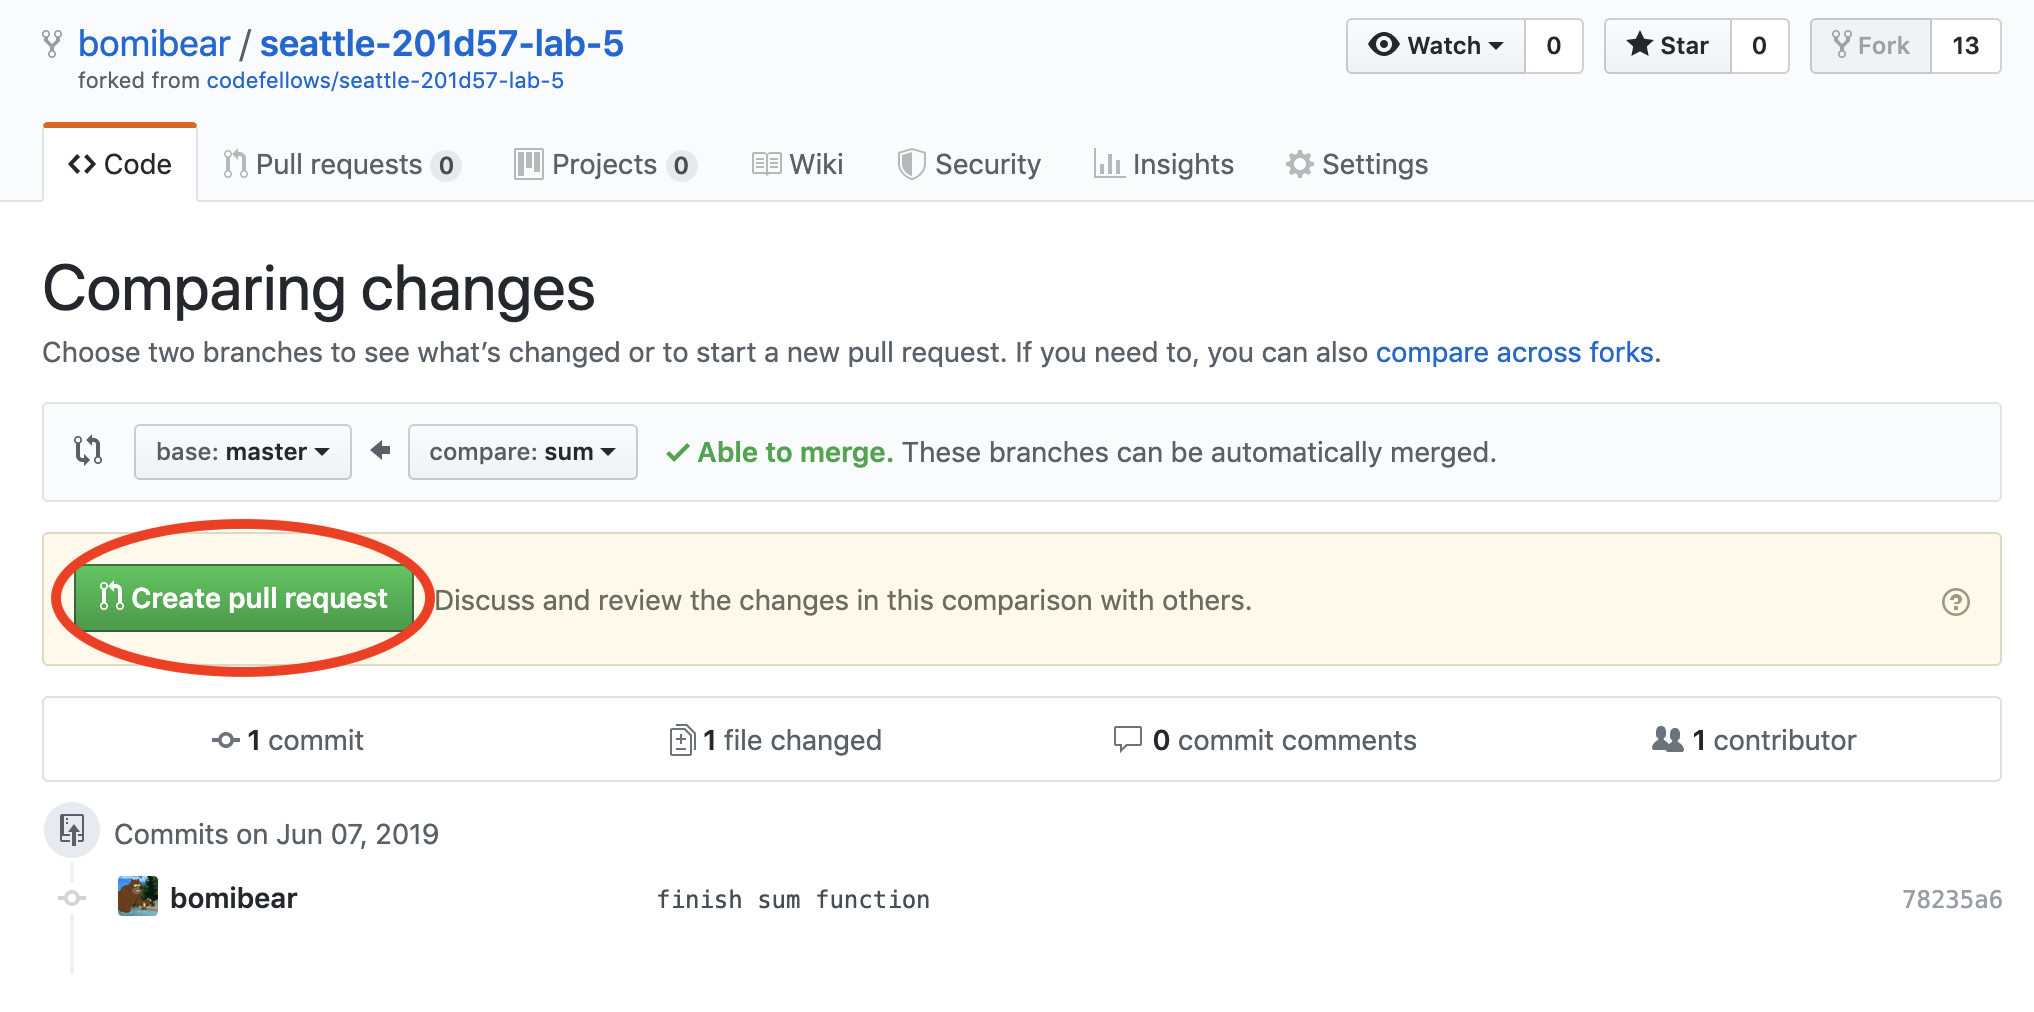 bomibear / seattle-201d57-lab-5
forked from codefellows/seattle-201d57-lab-5
Watch 0 Star 0 Fork 13
Code Pull requests 0 Projects 0 Wiki Security Insights Settings
Comparing changes
Choose two branches to see what’s changed or to start a new pull request. If you need to, you can also compare across forks.
base: master compare: sum Able to merge. These branches can be automatically merged.
Create pull request Discuss and review the changes in this comparison with others.
1 commit 1 file changed 0 commit comments 1 contributor
Commits on Jun 07, 2019
bomibear finish sum function 78235a6